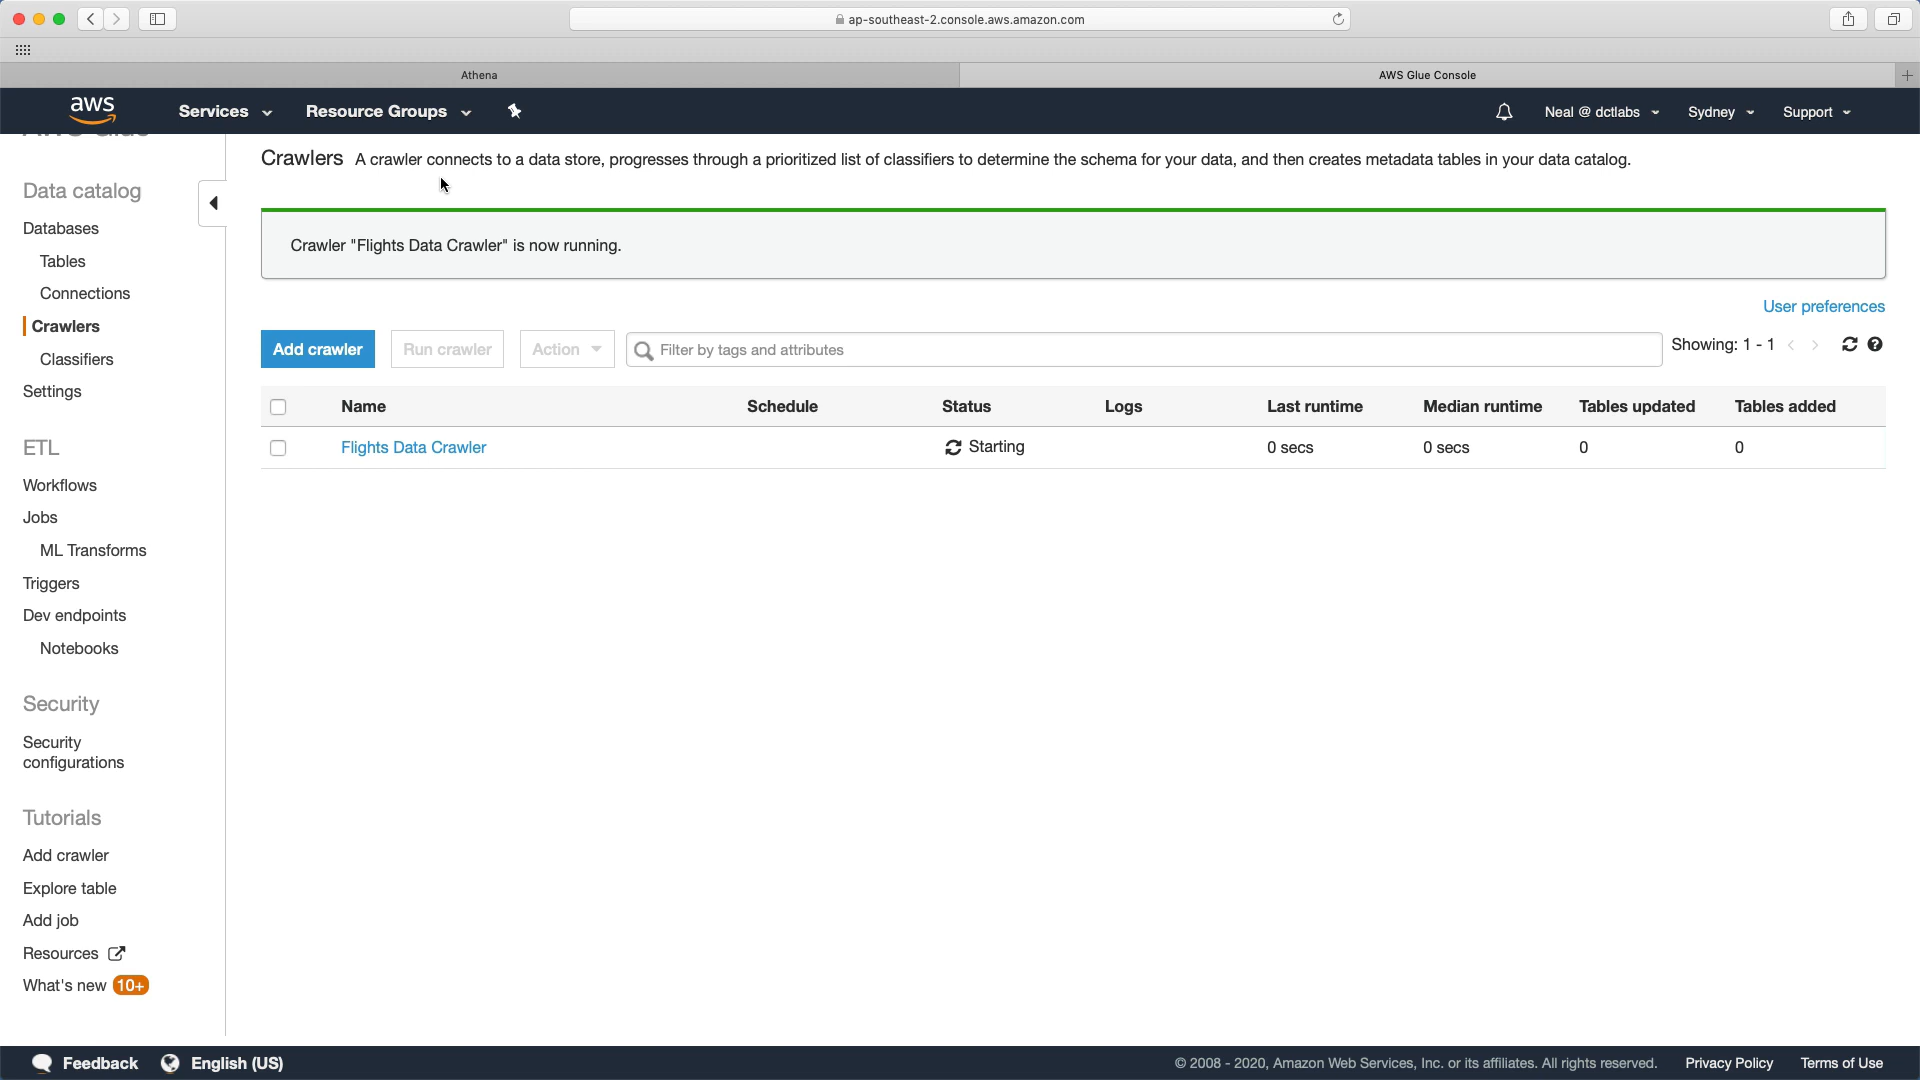 ap-southeast-2.console.aws.amazon.com
Athena
AWS Glue Console
aws
Services
Resource Groups
Neal @ dctlabs
Sydney
Support
AWS Glue
Data catalog
Databases
Tables
Connections
Crawlers
Classifiers
Settings
ETL
Workflows
Jobs
ML Transforms
Triggers
Dev endpoints
Notebooks
Security
Security
configurations
Tutorials
Add crawler
Explore table
Add job
Resources
What's new 10+
Crawlers A crawler connects to a data store, progresses through a prioritized list of classifiers to determine the schema for your data, and then creates metadata tables in your data catalog.
Crawler "Flights Data Crawler" is now running.
User preferences
Add crawler Run crawler Action Filter by tags and attributes Showing: 1 - 1
Name Schedule Status Logs Last runtime Median runtime Tables updated Tables added
Flights Data Crawler Starting 0 secs 0 secs 0 0
Feedback English (US) © 2008 - 2020, Amazon Web Services, Inc. or its affiliates. All rights reserved. Privacy Policy Terms of Use